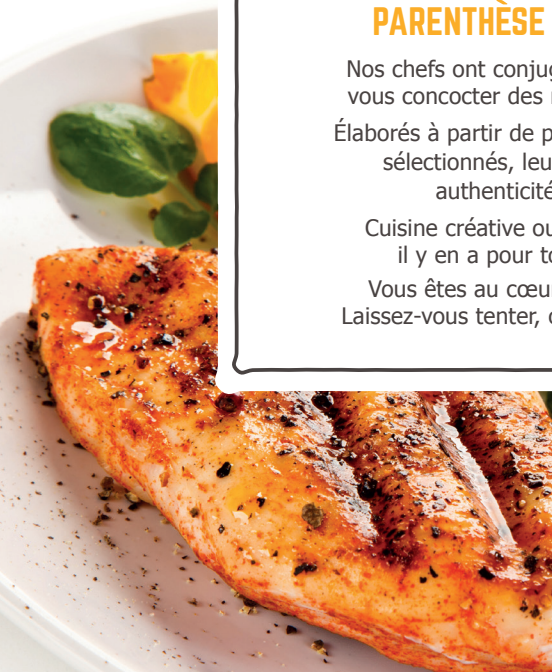 PARENTHÈSE
Nos chefs ont conjug
vous concocter des
Élaborés à partir de p
sélectionnés, leu
authenticité
Cuisine créative ou
il y en a pour to
Vous êtes au cœur
Laissez-vous tenter,